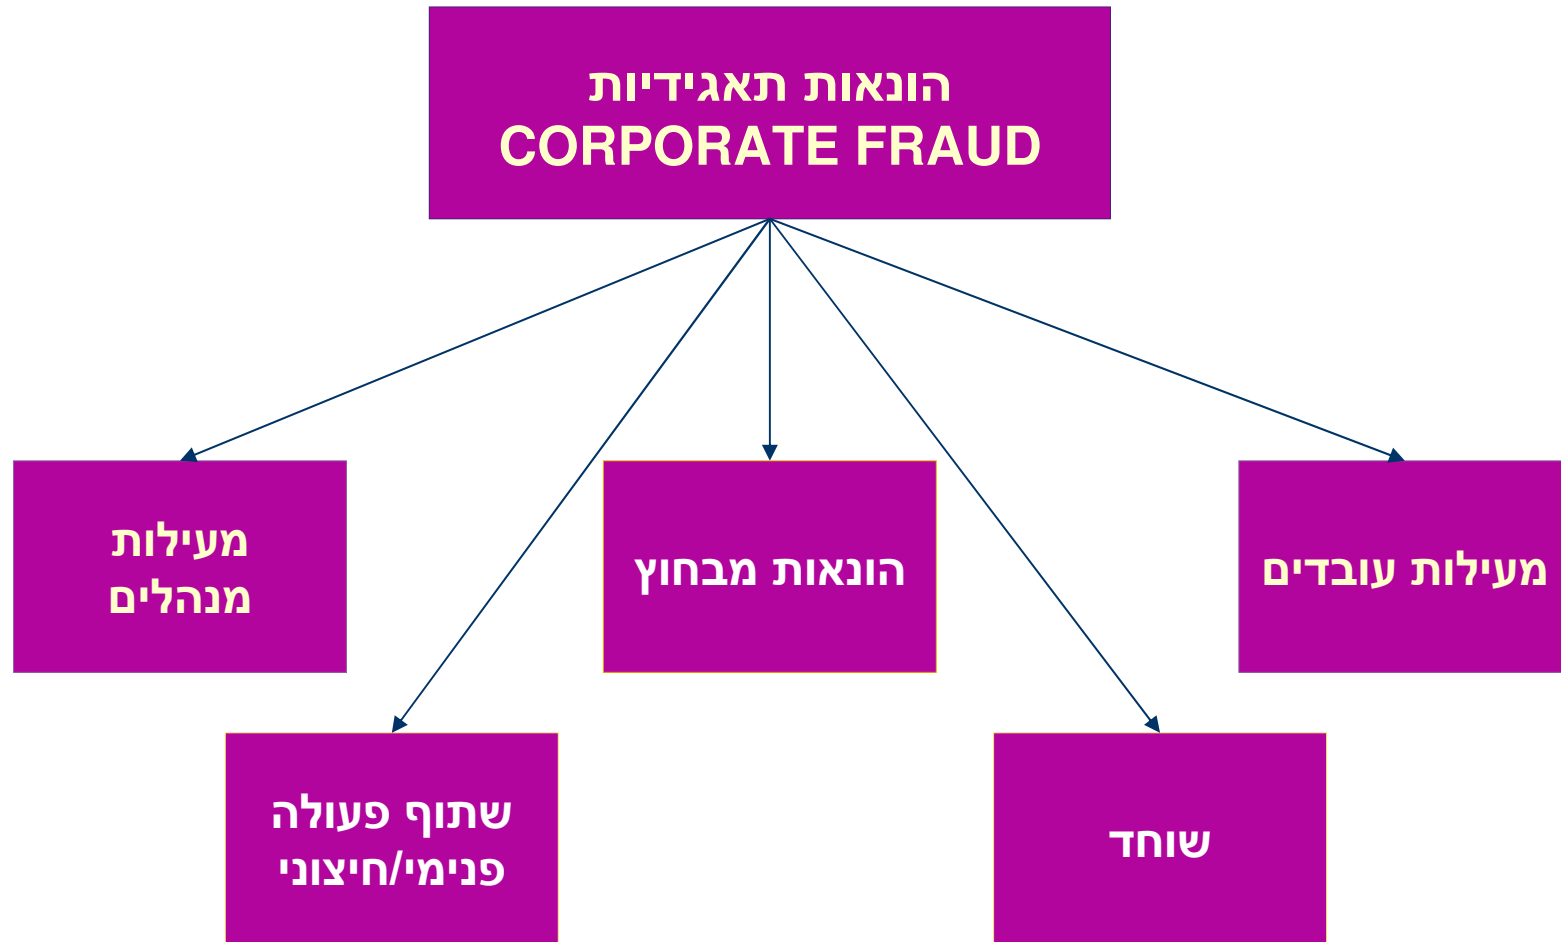 הונאות תאגידיות
CORPORATE FRAUD
מעילות עובדים
הונאות מבחוץ
מעילות
מנהלים
שוחד
שתוף פעולה
פנימי/חיצוני